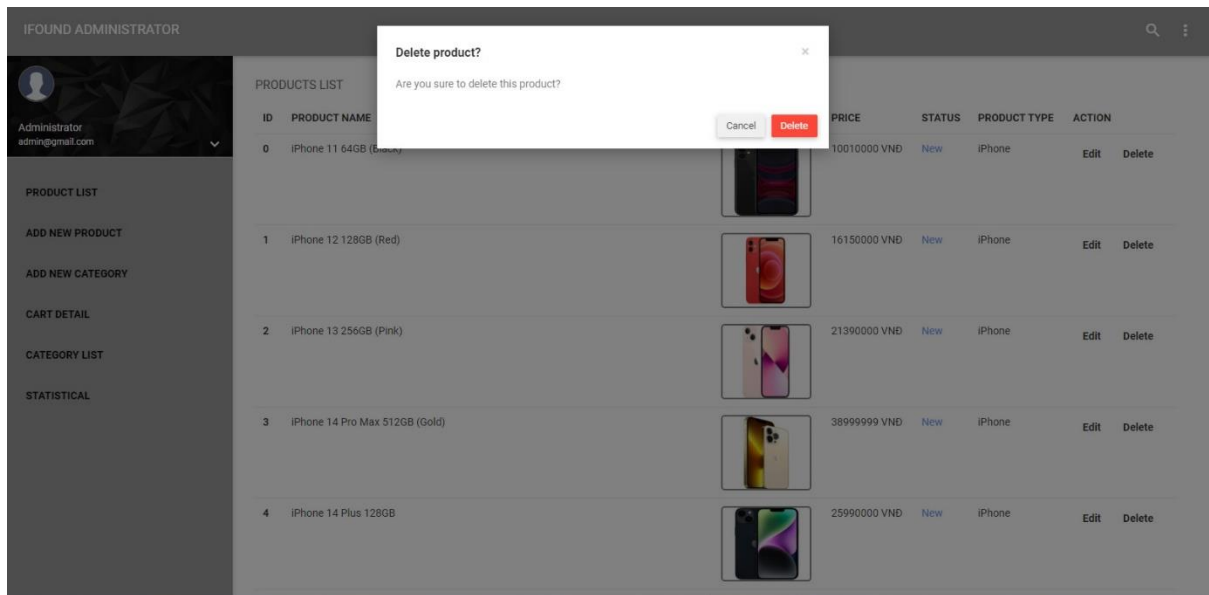 IFOUND ADMINISTRATOR
Delete product?
×
Are you sure to delete this product?
Cancel Delete
Administrator
admin@gmail.com
PRODUCT LIST
ADD NEW PRODUCT
ADD NEW CATEGORY
CART DETAIL
CATEGORY LIST
STATISTICAL
PRODUCTS LIST
ID PRODUCT NAME PRICE STATUS PRODUCT TYPE ACTION
0 iPhone 11 64GB (Black) 10010000 VNĐ New iPhone Edit Delete
1 iPhone 12 128GB (Red) 16150000 VNĐ New iPhone Edit Delete
2 iPhone 13 256GB (Pink) 21390000 VNĐ New iPhone Edit Delete
3 iPhone 14 Pro Max 512GB (Gold) 38999999 VNĐ New iPhone Edit Delete
4 iPhone 14 Plus 128GB 25990000 VNĐ New iPhone Edit Delete